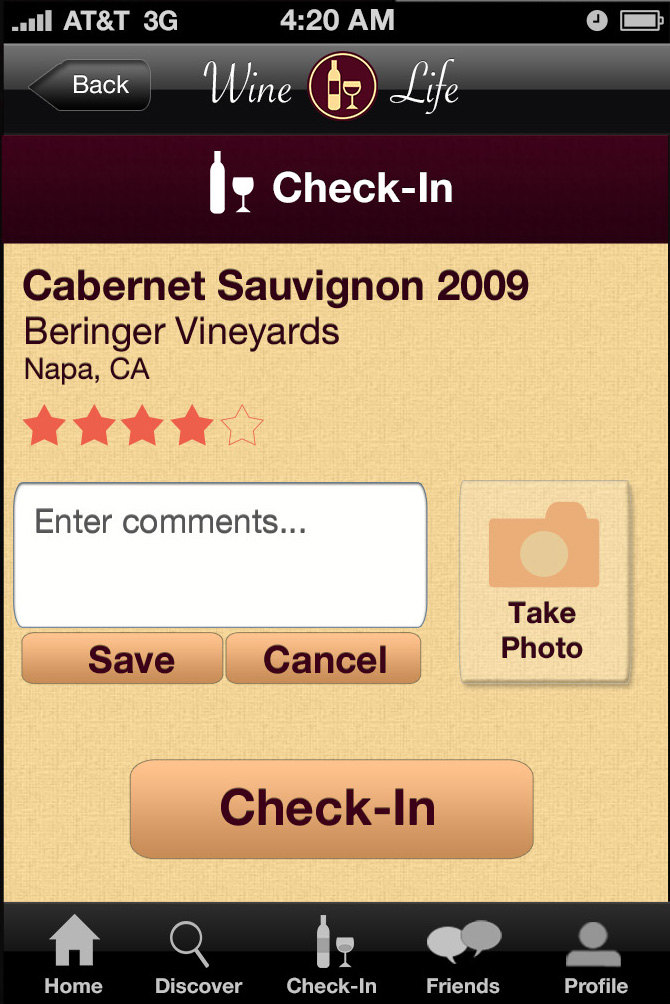 AT&T 3G 4:20 AM
Back Wine Life
Check-In
Cabernet Sauvignon 2009
Beringer Vineyards
Napa, CA
Enter comments...
Take
Photo
Save Cancel
Check-In
Home Discover Check-In Friends Profile